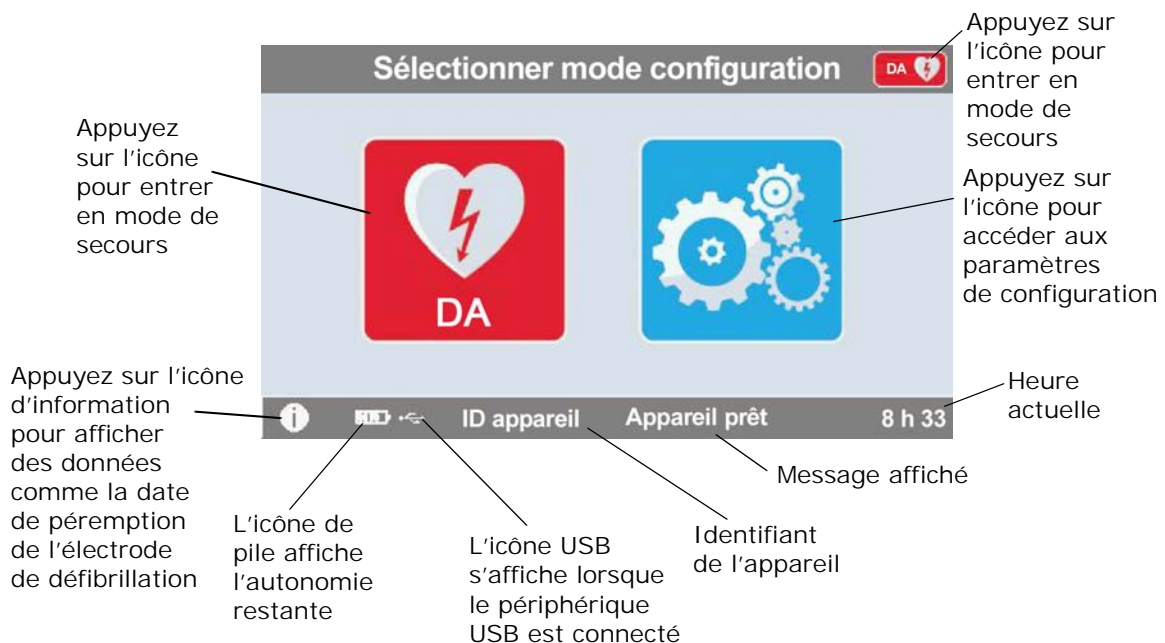 Appuyez sur
l'icône pour
entrer en
mode de
secours
Sélectionner mode configuration
DA
Appuyez
sur l'icône
pour entrer
en mode de
secours
DA
Appuyez sur
l'icône pour
accéder aux
paramètres
de configuration
Appuyez sur l'icône
d'information
pour afficher
des données
comme la date
de péremption
de l'électrode
de défibrillation
ID appareil
Appareil prêt
8 h 33
Heure
actuelle
Message affiché
Identifiant
de l'appareil
L'icône de
pile affiche
l'autonomie
restante
L'icône USB
s'affiche lorsque
le périphérique
USB est connecté